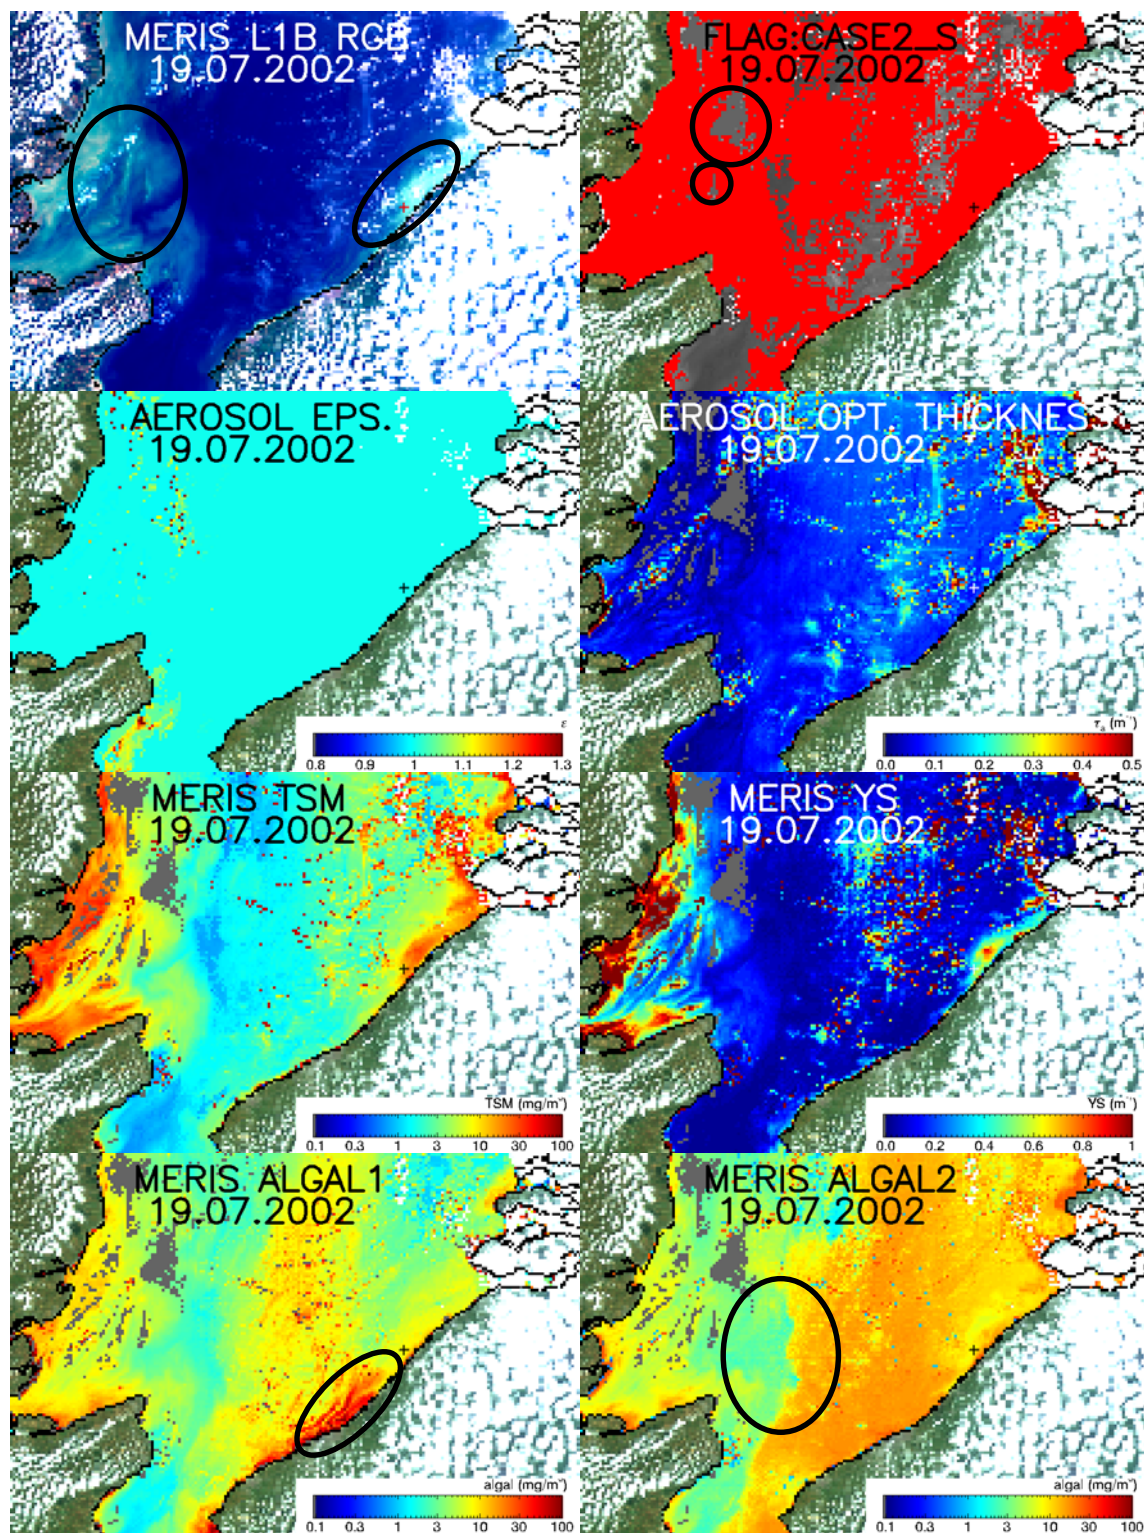 MERIS L1B RGB
19.07.2002
FLAG:CASE2_S
19.07.2002
AEROSOL EPS.
19.07.2002
ε
0.8 0.9 1 1.1 1.2 1.3
AEROSOL OPT. THICKNES
19.07.2002
0.0 0.1 0.2 0.3 0.4 0.5
MERIS TSM
19.07.2002
TSM (mg/m³)
0.1 0.3 1 3 10 30 100
MERIS YS
19.07.2002
YS
0.0 0.2 0.4 0.6 0.8 1
MERIS ALGAL1
19.07.2002
algal (mg/m³)
0.1 0.3 1 3 10 30 100
MERIS ALGAL2
19.07.2002
algal (mg/m³)
0.1 0.3 1 3 10 30 100